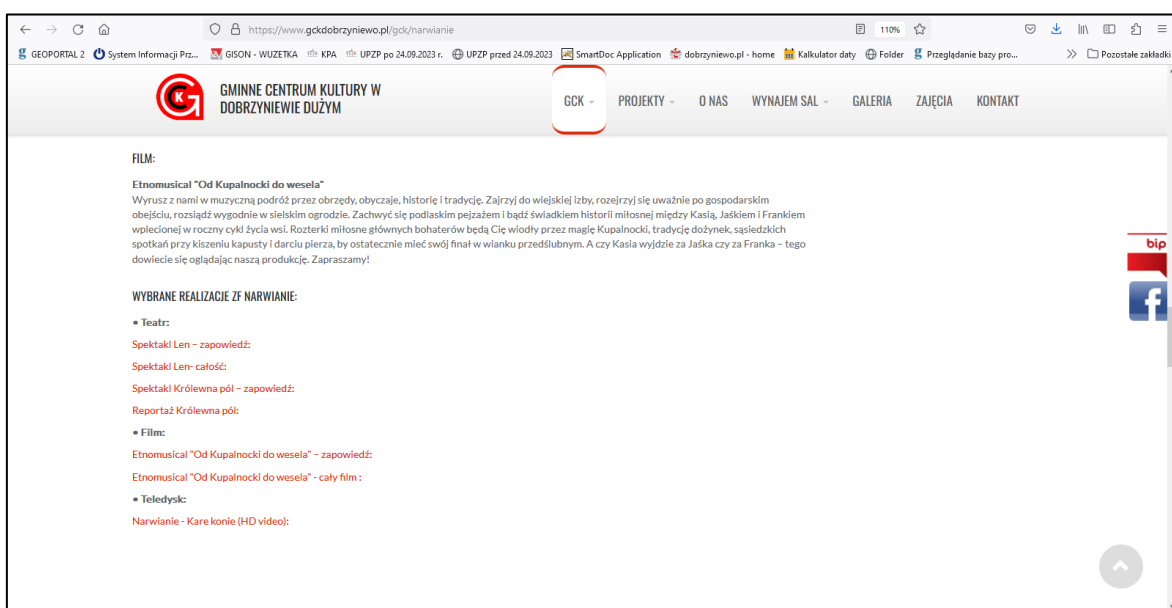 https://www.gckdobrzyniewo.pl/gck/narwianie
110%
GEOPORTAL 2 System Informacji Prz... GISON - WUZETKA KPA UPZP po 24.09.2023 r. UPZP przed 24.09.2023 SmartDoc Application dobrzyniewo.pl - home Kalkulator daty Folder Przeglądanie bazy pro... Pozostałe zakładki
CKG
GMINNE CENTRUM KULTURY W
DOBRZYNIEWIE DUŻYM
GCK PROJEKTY O NAS WYNAJEM SAL GALERIA ZAJĘCIA KONTAKT
FILM:
Etnomusical "Od Kupalnocki do wesela"
Wyrusz z nami w muzyczną podróż przez obrzędy, obyczaje, historię i tradycję. Zajrzyj do wiejskiej izby, rozejrzyj się uważnie po gospodarskim
obejściu, rozsiądź wygodnie w sielskim ogrodzie. Zachwyć się podlaskim pejzażem i bądź świadkiem historii miłosnej między Kasią, Jaśkiem i Frankiem
wplecionej w roczny cykl życia wsi. Rozterki miłosne głównych bohaterów będą Cię wiodły przez magię Kupalnocki, tradycję dożynek, sąsiedzkich
spotkań przy kiszeniu kapusty i darciu pierza, by ostatecznie mieć swój finał w wianku przedślubnym. A czy Kasia wyjdzie za Jaśka czy za Franka – tego
dowiecie się oglądając naszą produkcję. Zapraszamy!
bip
f
WYBRANE REALIZACJE ZF NARWIANIE:
• Teatr:
Spektakl Len – zapowiedź:
Spektakl Len- całość:
Spektakl Królewna pól – zapowiedź:
Reportaż Królewna pól:
• Film:
Etnomusical "Od Kupalnocki do wesela" – zapowiedź:
Etnomusical "Od Kupalnocki do wesela" - cały film :
• Teledysk:
Narwianie - Kare konie (HD video):